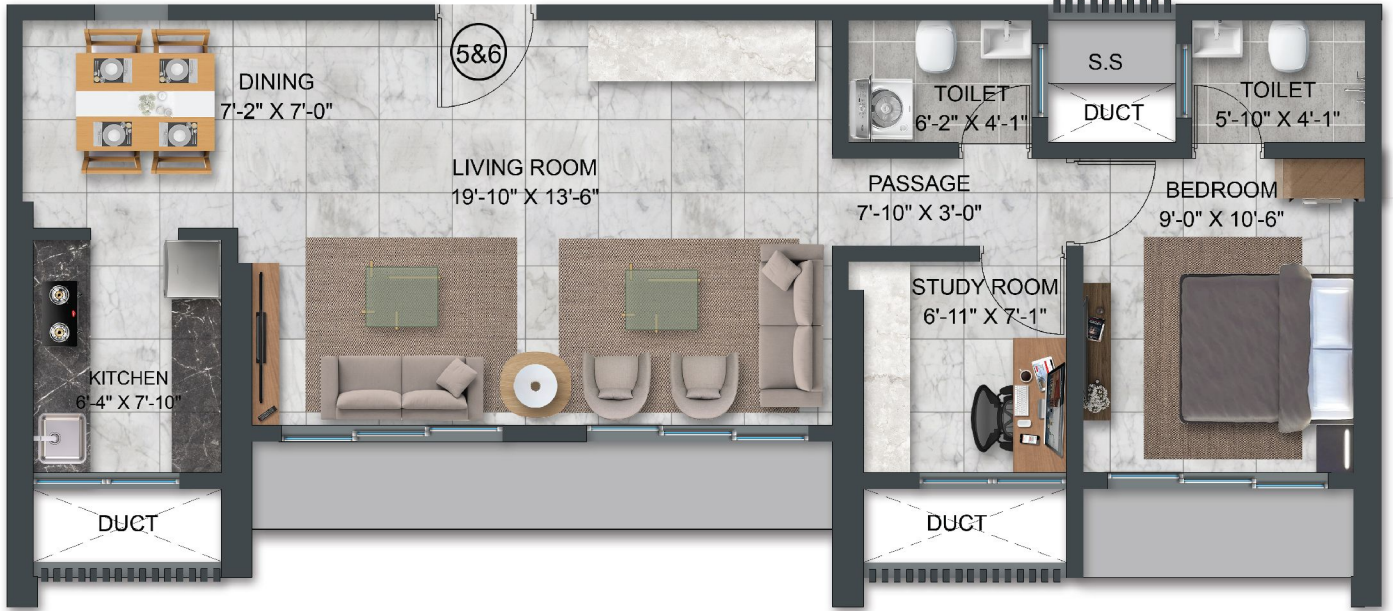 5&6
DINING
7'-2" X 7'-0"
LIVING ROOM
19'-10" X 13'-6"
TOILET
6'-2" X 4'-1"
S.S
DUCT
TOILET
5'-10" X 4'-1"
PASSAGE
7'-10" X 3'-0"
BEDROOM
9'-0" X 10'-6"
KITCHEN
6'-4" X 7'-10"
STUDY ROOM
6'-11" X 7'-1"
DUCT
DUCT